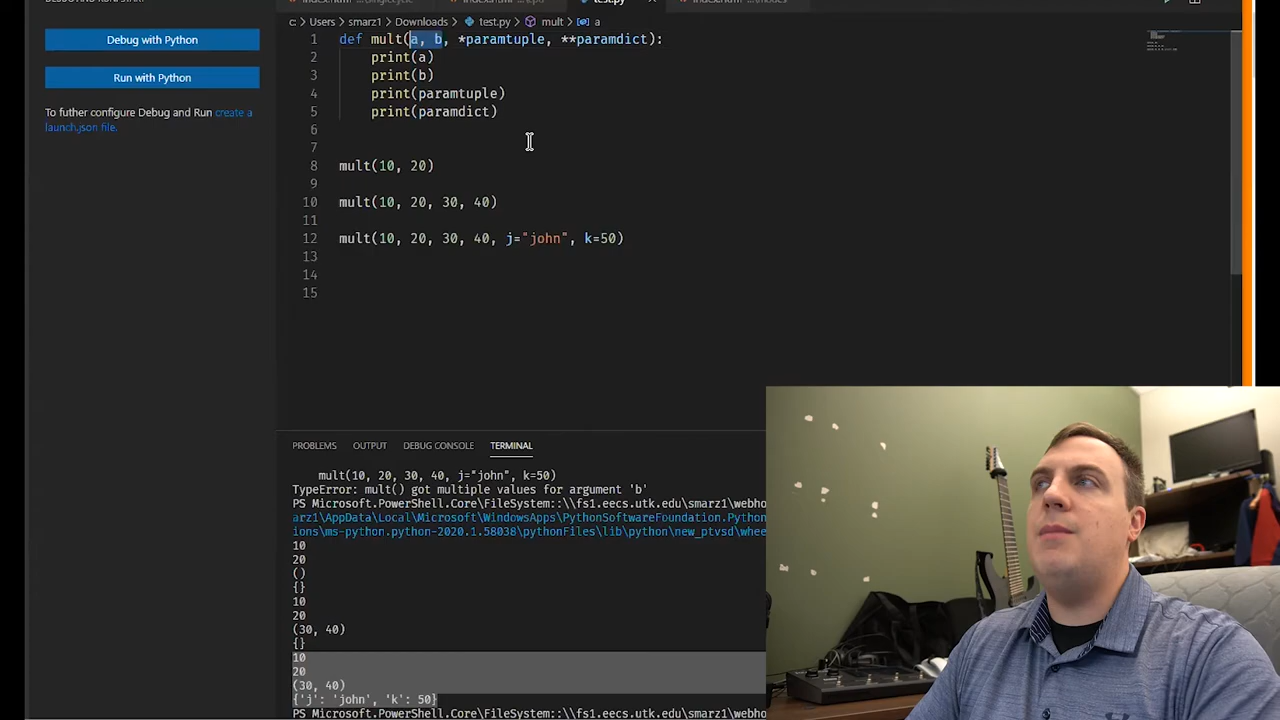 test.py
Debug with Python
Run with Python
To futher configure Debug and Run create a
launch.json file.
c: > Users > smarz1 > Downloads > test.py > mult > a
1 def mult(a, b, *paramtuple, **paramdict):
2 print(a)
3 print(b)
4 print(paramtuple)
5 print(paramdict)
6
7
8 mult(10, 20)
9
10 mult(10, 20, 30, 40)
11
12 mult(10, 20, 30, 40, j="john", k=50)
13
14
15
PROBLEMS OUTPUT DEBUG CONSOLE TERMINAL
mult(10, 20, 30, 40, j="john", k=50)
TypeError: mult() got multiple values for argument 'b'
PS Microsoft.PowerShell.Core\FileSystem::\\fs1.eecs.utk.edu\smarz1\webho
arz1\AppData\Local\Microsoft\WindowsApps\PythonSoftwareFoundation.Python
ions\ms-python.python-2020.1.58038\pythonFiles\lib\python\new_ptvsd\whee
10
20
()
{}
10
20
(30, 40)
{}
10
20
(30, 40)
{'j': 'john', 'k': 50}
PS Microsoft.PowerShell.Core\FileSystem::\\fs1.eecs.utk.edu\smarz1\webho